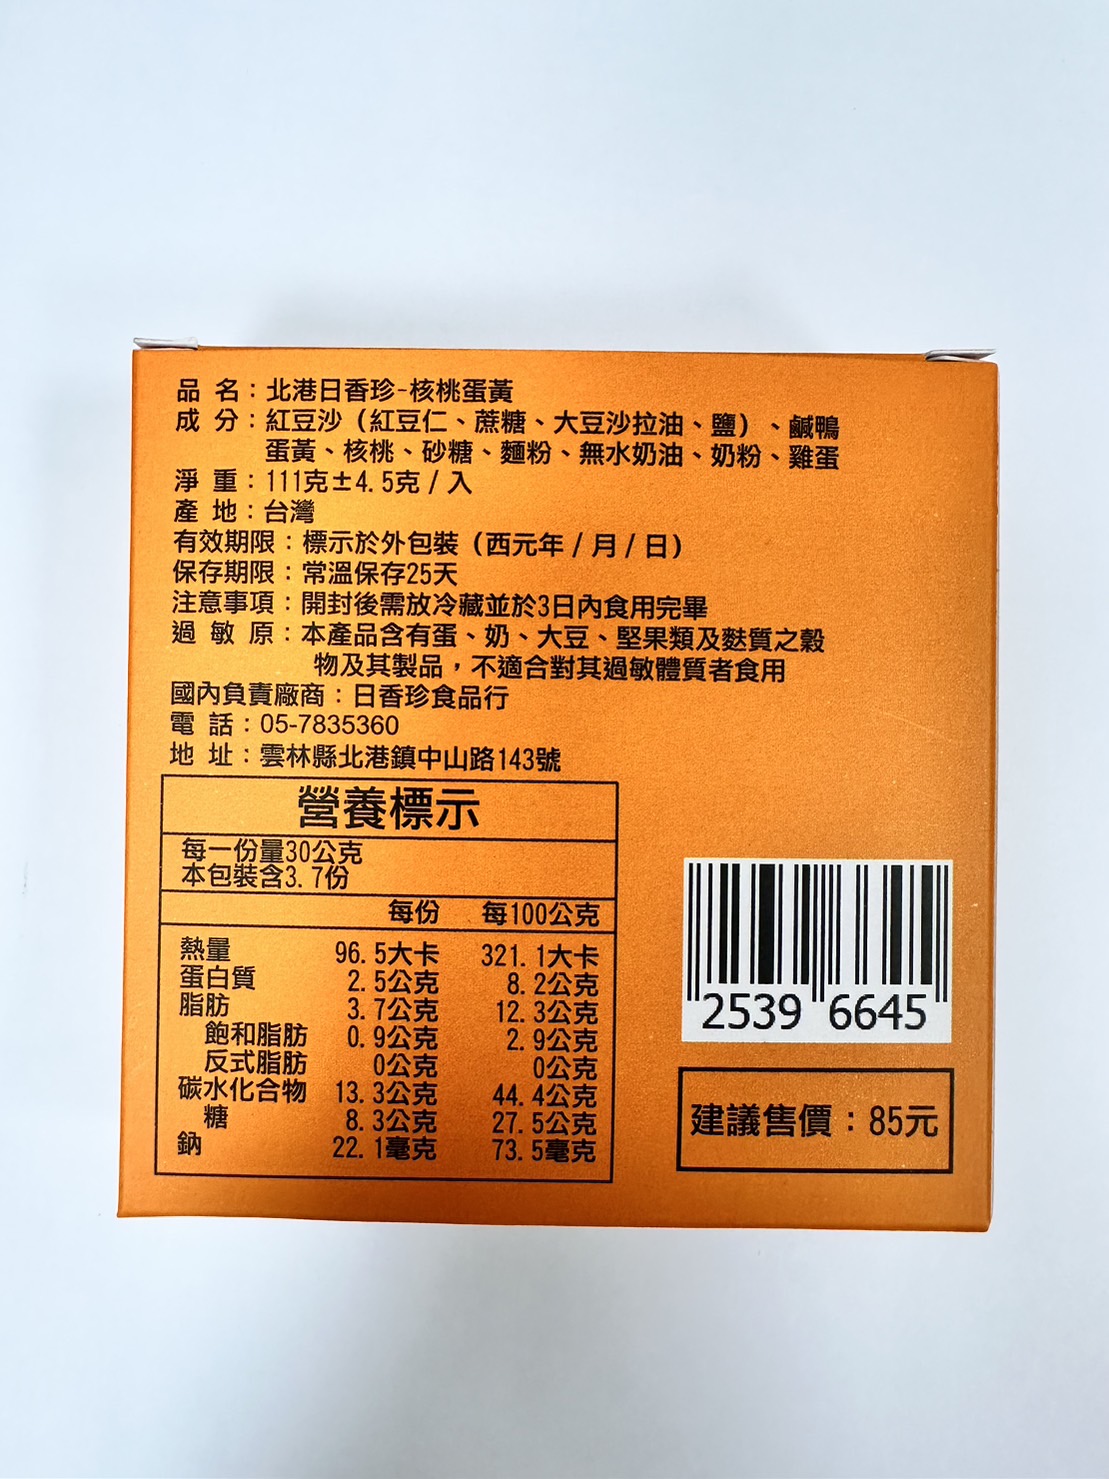 品 名：北港日香珍-核桃蛋黃
成 分：紅豆沙（紅豆仁、蔗糖、大豆沙拉油、鹽）、鹹鴨
蛋黃、核桃、砂糖、麵粉、無水奶油、奶粉、雞蛋
淨 重：111克±4.5克/入
產 地：台灣
有效期限：標示於外包裝（西元年/月/日）
保存期限：常溫保存25天
注意事項：開封後需放冷藏並於3日內食用完畢
過 敏 原：本產品含有蛋、奶、大豆、堅果類及麩質之穀
物及其製品，不適合對其過敏體質者食用
國內負責廠商：日香珍食品行
電 話：05-7835360
地 址：雲林縣北港鎮中山路143號
營養標示
每一份量30公克
本包裝含3.7份
每份 每100公克
熱量 96.5大卡 321.1大卡
蛋白質 2.5公克 8.2公克
脂肪 3.7公克 12.3公克
飽和脂肪 0.9公克 2.9公克
反式脂肪 0公克 0公克
碳水化合物 13.3公克 44.4公克
糖 8.3公克 27.5公克
鈉 22.1毫克 73.5毫克
2539 6645
建議售價：85元